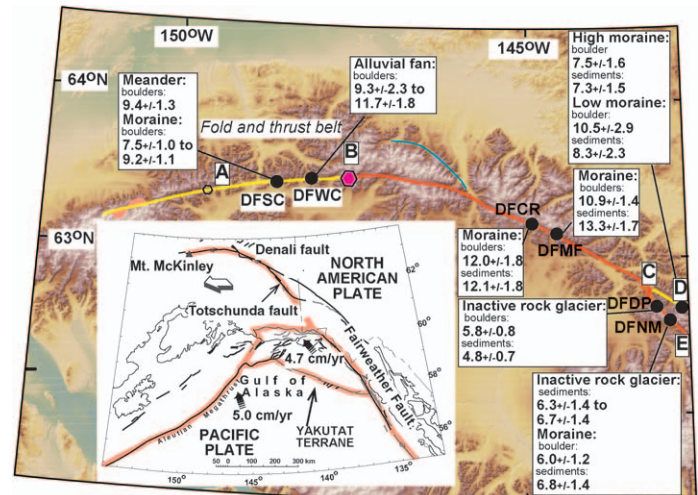 150°W
145°W
64°N
63°N
Meander:
boulders:
9.4+/-1.3
Moraine:
boulders:
7.5+/-1.0 to
9.2+/-1.1
Alluvial fan:
9.3+/-2.3 to
11.7+/-1.8
Fold and thrust belt
High moraine:
boulder
7.5+/-1.6
sediments:
7.3+/-1.5
Low moraine:
boulder:
10.5+/-2.9
sediments:
8.3+/-2.3
A
B
DFSC
DFWC
DFCR
DFMF
Moraine:
boulders:
10.9+/-1.4
sediments:
13.3+/-1.7
Moraine:
boulders:
12.0+/-1.8
sediments:
12.1+/-1.8
C
D
DFDP
DFNM
E
Inactive rock glacier:
boulders:
5.8+/-0.8
sediments:
4.8+/-0.7
Inactive rock glacier:
sediments:
6.3+/-1.4 to
6.7+/-1.4
Moraine:
boulders:
6.0+/-1.2
sediments:
6.8+/-1.4
Denali fault
Mt. McKinley
NORTH
AMERICAN
PLATE
Totschunda fault
Fairweather Fault
4.7 cm/yr
Gulf of
Alaska
Aleutian Megathrust
5.0 cm/yr
YAKUTAT
TERRANE
PACIFIC
PLATE
50 0 50 100 200 300 km
62
60
58
56
150
145
140
135